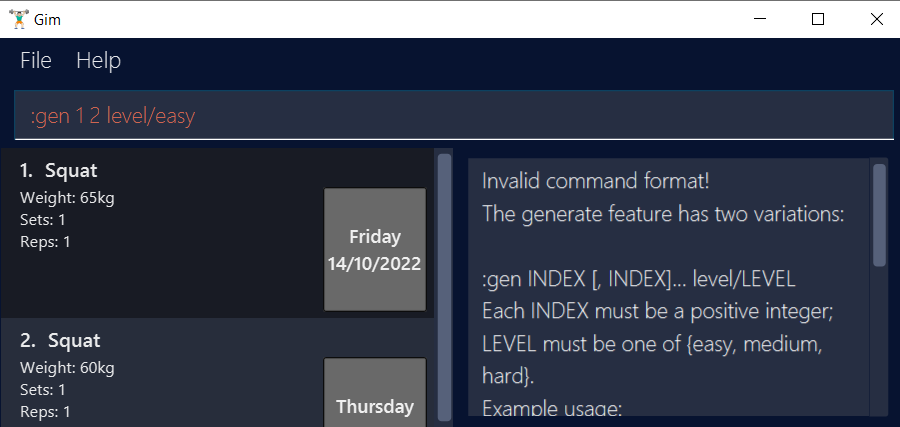 Gim
File Help
:gen 1 2 level/easy
1. Squat
Weight: 65kg
Sets: 1
Reps: 1
Friday
14/10/2022
2. Squat
Weight: 60kg
Sets: 1
Reps: 1
Thursday
Invalid command format!
The generate feature has two variations:
:gen INDEX [, INDEX]... level/LEVEL
Each INDEX must be a positive integer;
LEVEL must be one of {easy, medium,
hard}.
Example usage: